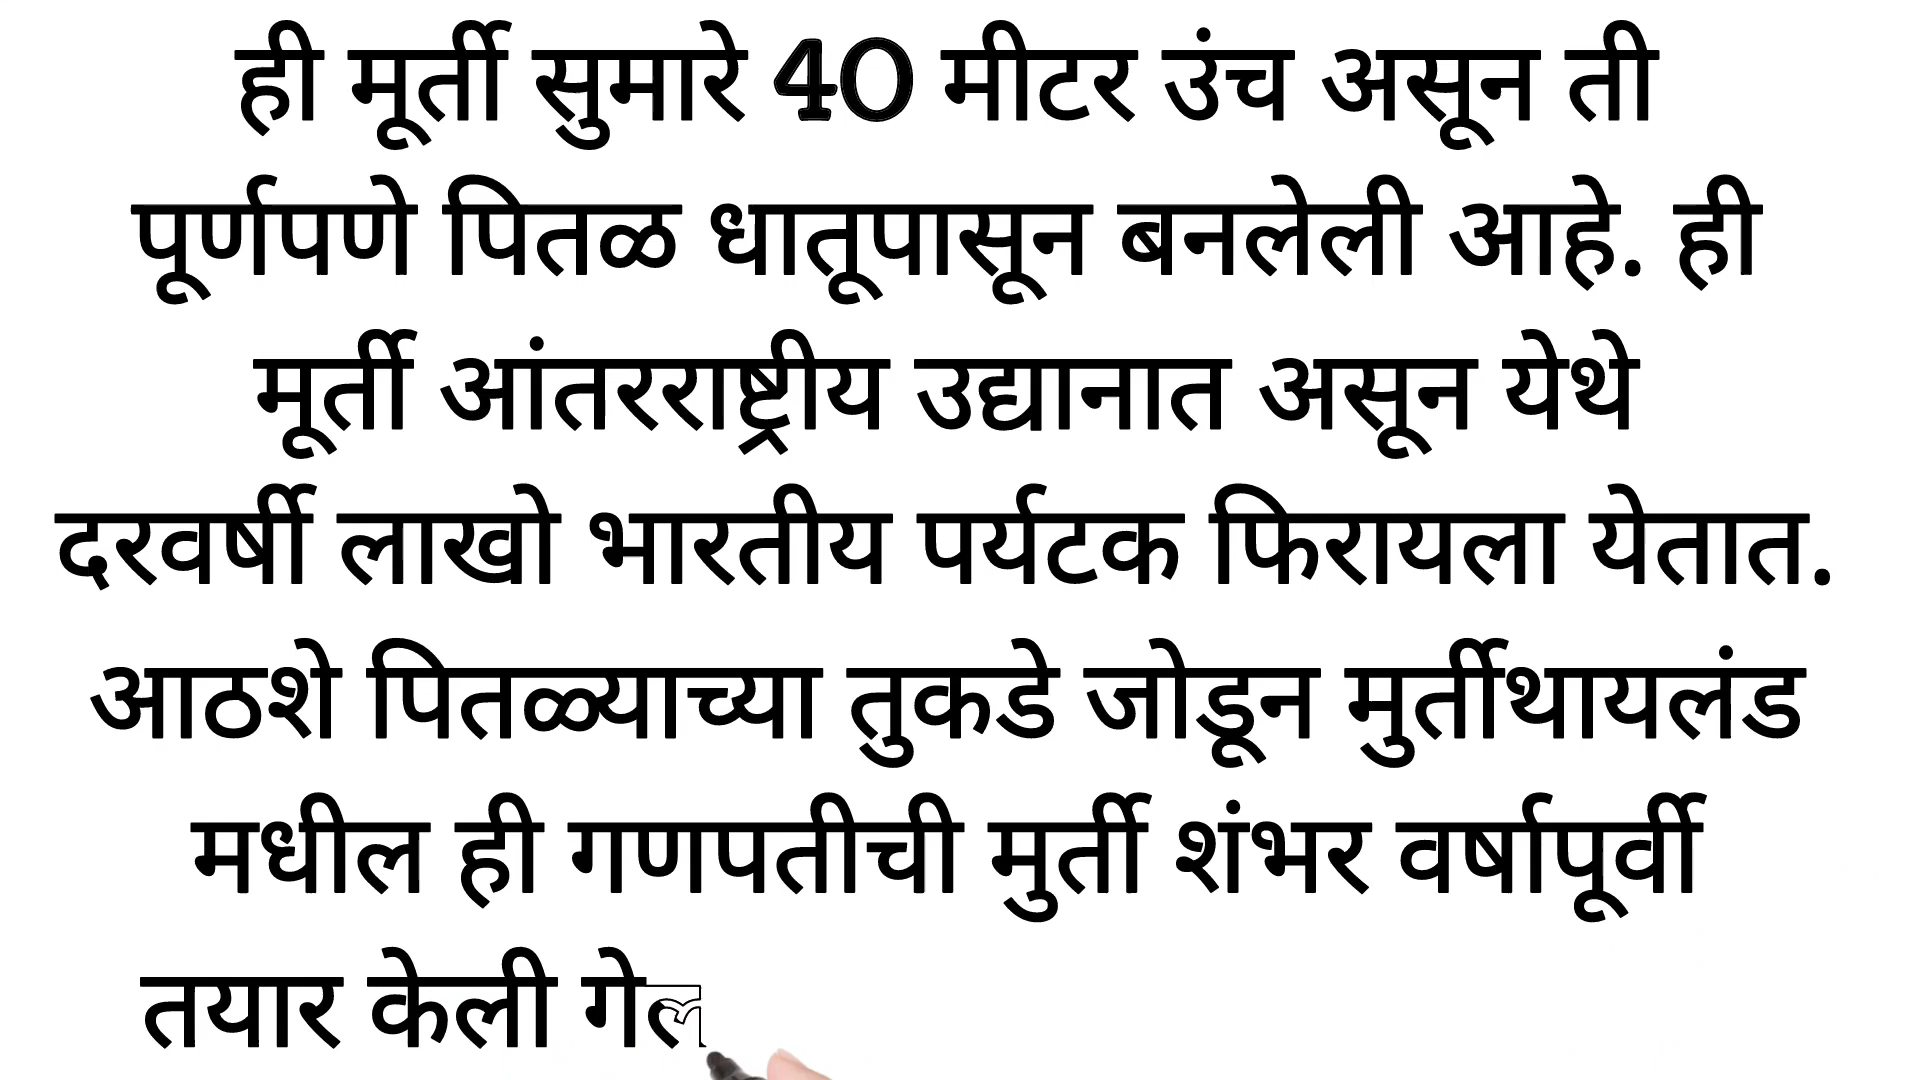 ही मूर्ती सुमारे 40 मीटर उंच असून ती
पूर्णपणे पितळ धातूपासून बनलेली आहे. ही
मूर्ती आंतरराष्ट्रीय उद्यानात असून येथे
दरवर्षी लाखो भारतीय पर्यटक फिरायला येतात.
आठशे पितळ्याच्या तुकडे जोडून मुर्तीथायलंड
मधील ही गणपतीची मुर्ती शंभर वर्षापूर्वी
तयार केली